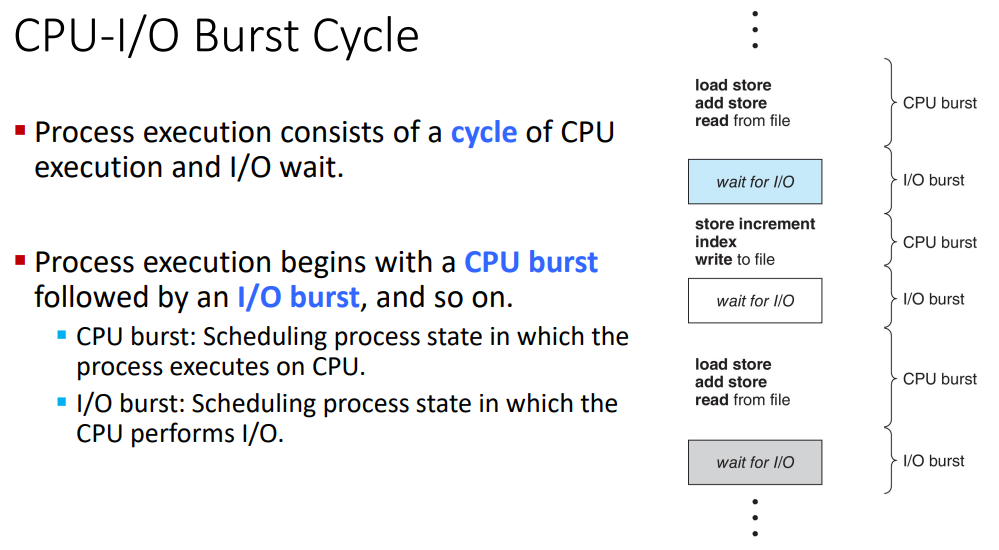 CPU-I/O Burst Cycle
▪ Process execution consists of a cycle of CPU
execution and I/O wait.
▪ Process execution begins with a CPU burst
followed by an I/O burst, and so on.
▪ CPU burst: Scheduling process state in which the
process executes on CPU.
▪ I/O burst: Scheduling process state in which the
CPU performs I/O.
load store
add store
read from file
CPU burst
wait for I/O
I/O burst
store increment
index
write to file
CPU burst
wait for I/O
I/O burst
load store
add store
read from file
CPU burst
wait for I/O
I/O burst